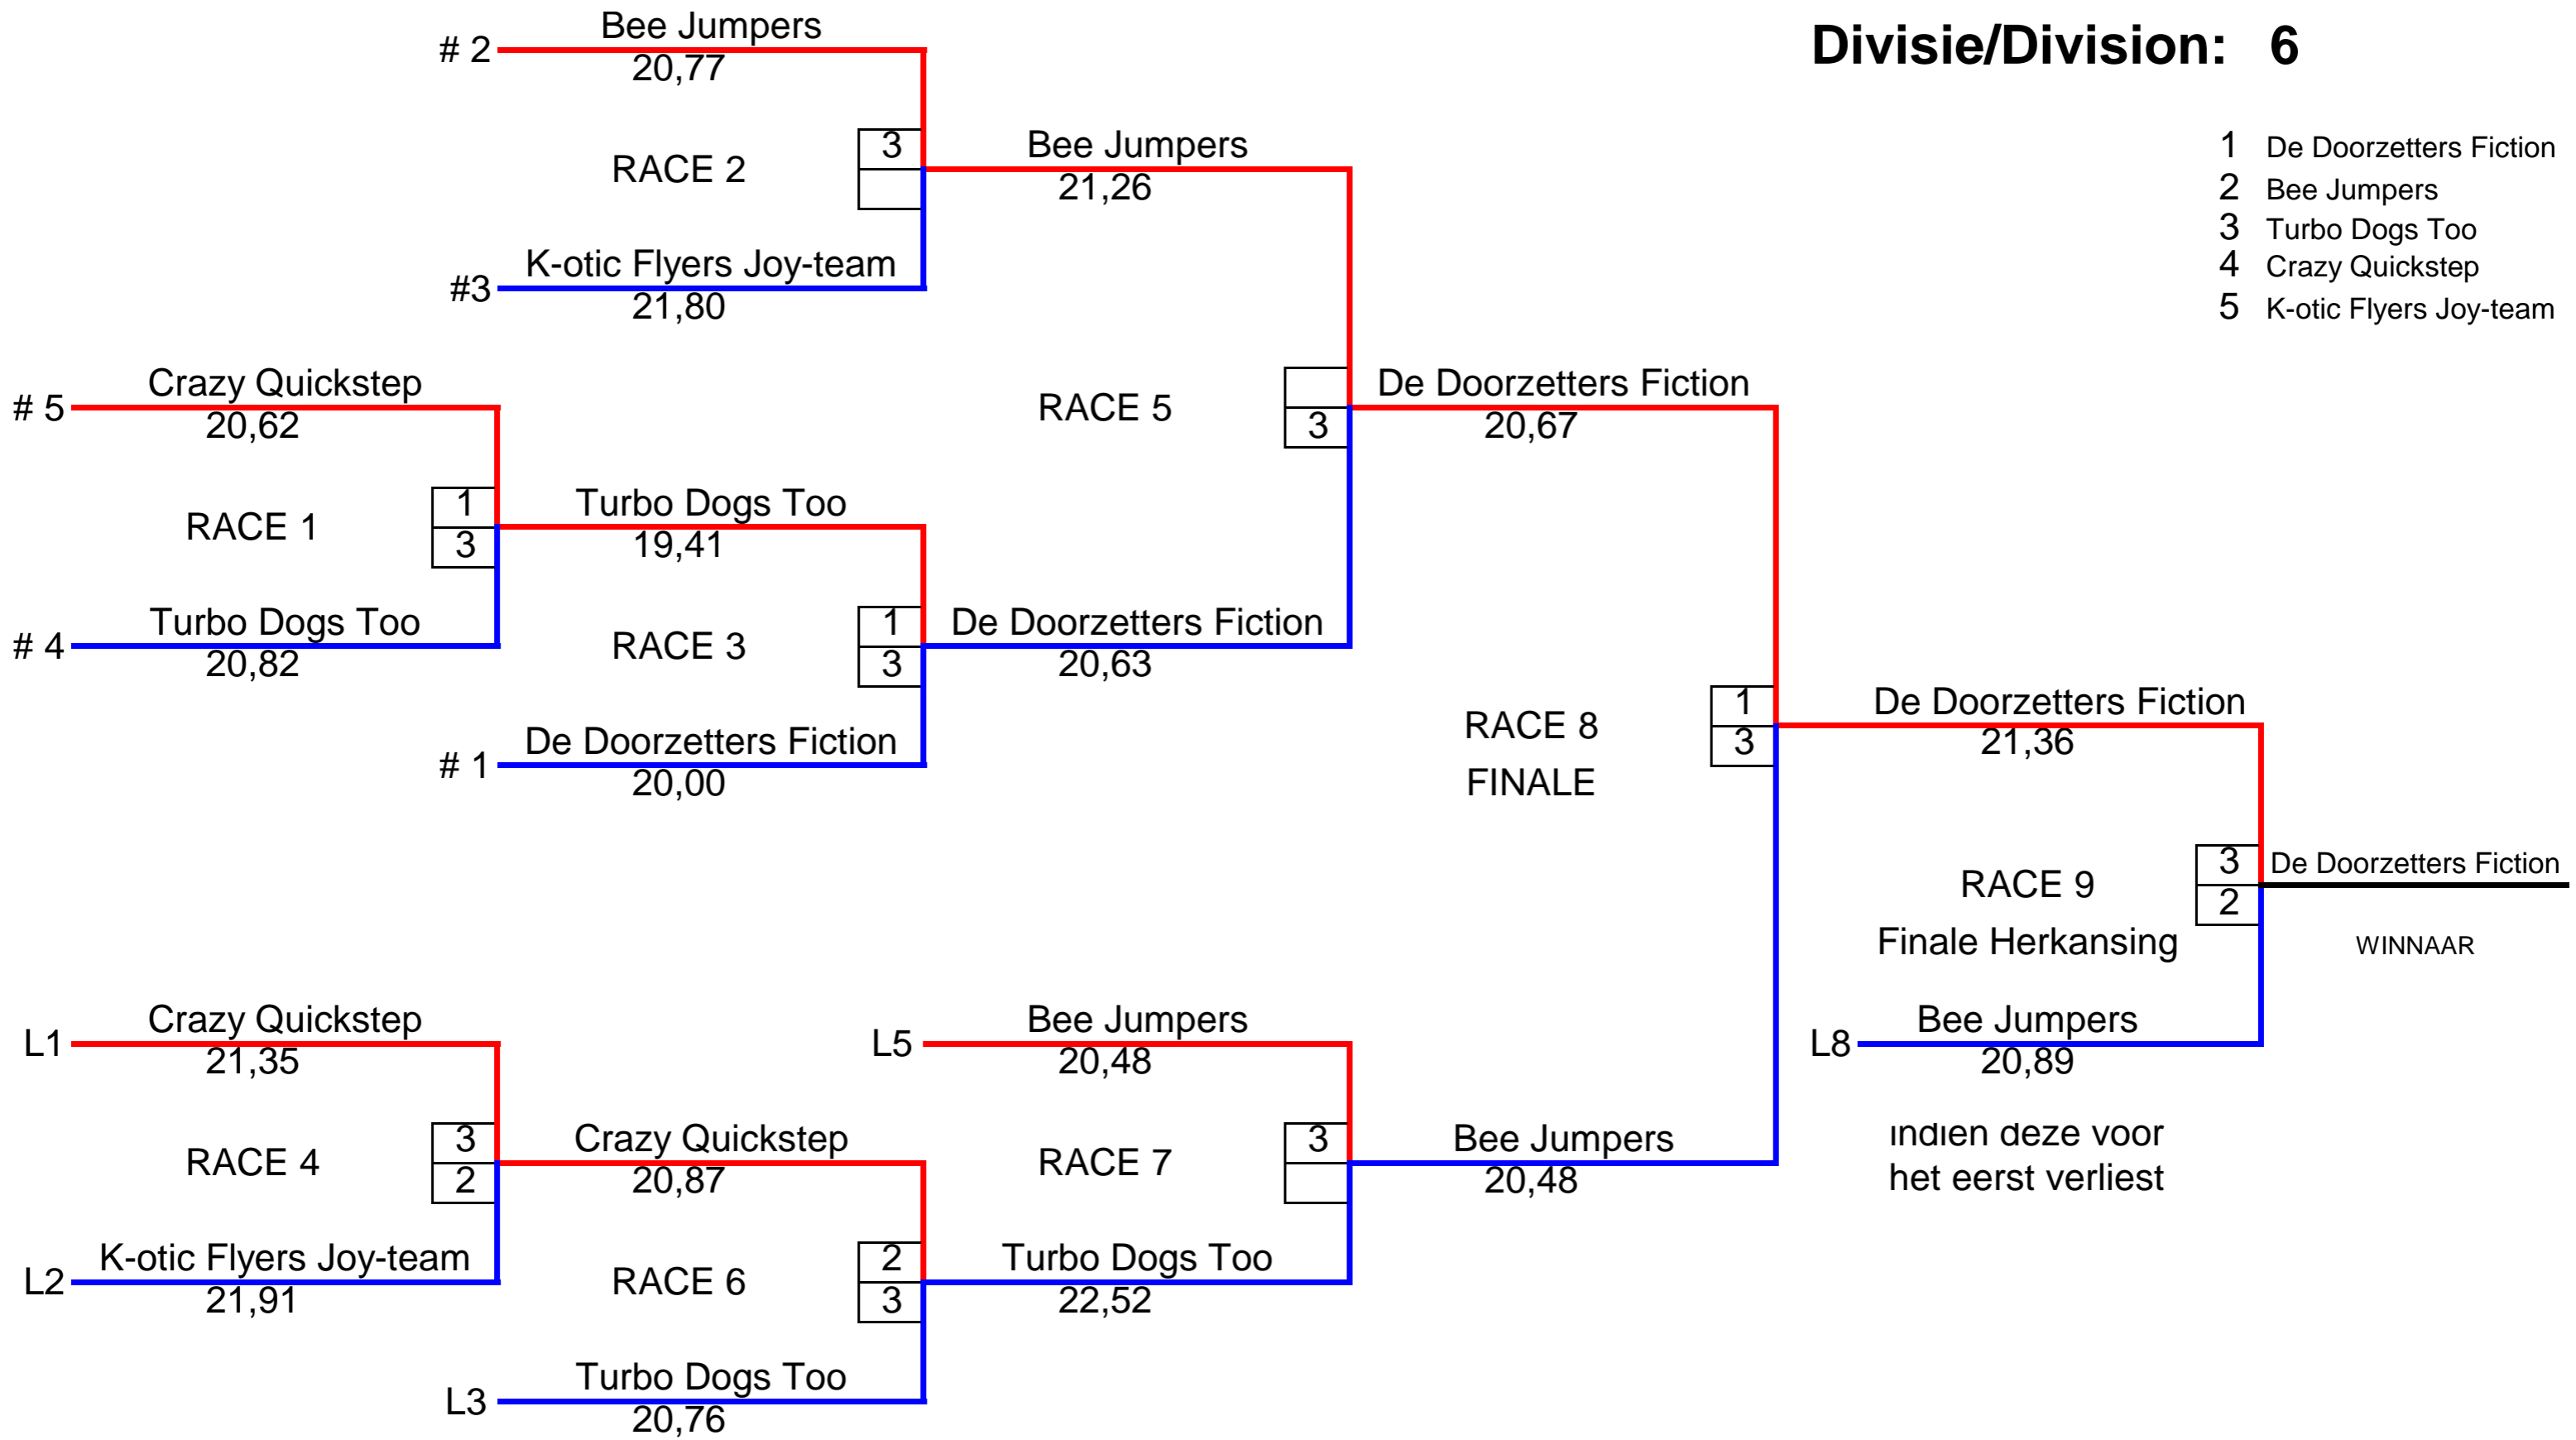 Divisie/Division: 6
1 De Doorzetters Fiction
2 Bee Jumpers
3 Turbo Dogs Too
4 Crazy Quickstep
5 K-otic Flyers Joy-team
# 2
Bee Jumpers
20,77
RACE 2
3
#3
K-otic Flyers Joy-team
21,80
# 5
Crazy Quickstep
20,62
RACE 1
1
3
# 4
Turbo Dogs Too
20,82
Turbo Dogs Too
19,41
RACE 3
1
3
# 1
De Doorzetters Fiction
20,00
Bee Jumpers
21,26
RACE 5
3
De Doorzetters Fiction
20,63
De Doorzetters Fiction
20,67
RACE 8
FINALE
1
3
De Doorzetters Fiction
21,36
RACE 9
Finale Herkansing
3
2
De Doorzetters Fiction
WINNAAR
L8
Bee Jumpers
20,89
indien deze voor
het eerst verliest
L1
Crazy Quickstep
21,35
RACE 4
3
2
L2
K-otic Flyers Joy-team
21,91
Crazy Quickstep
20,87
RACE 6
2
3
L3
Turbo Dogs Too
20,76
L5
Bee Jumpers
20,48
RACE 7
3
Turbo Dogs Too
22,52
Bee Jumpers
20,48